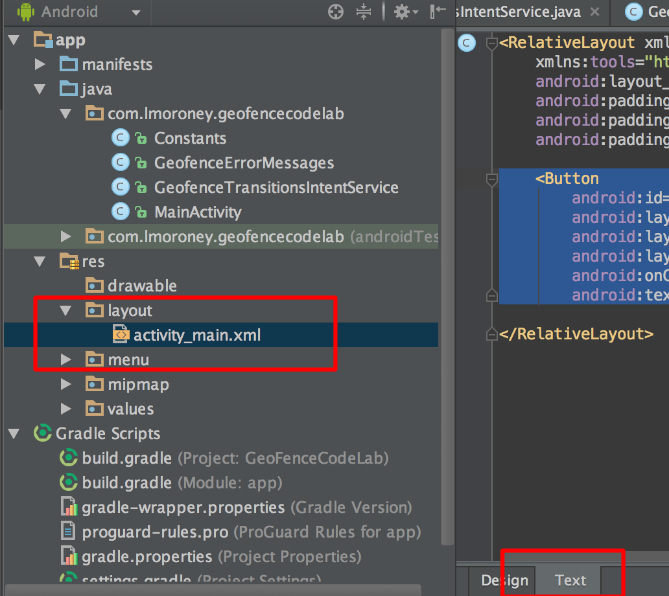 Android
app
manifests
java
com.lmoroney.geofencecodelab
Constants
GeofenceErrorMessages
GeofenceTransitionsIntentService
MainActivity
com.lmoroney.geofencecodelab (androidTes
res
drawable
layout
activity_main.xml
menu
mipmap
values
Gradle Scripts
build.gradle (Project: GeoFenceCodeLab)
build.gradle (Module: app)
gradle-wrapper.properties (Gradle Version)
proguard-rules.pro (ProGuard Rules for app)
gradle.properties (Project Properties)
settings.gradle (Project Settings)
sIntentService.java
Geo
<RelativeLayout xml
xmlns:tools="ht
android:layout_
android:padding
android:padding
android:padding
<Button
android:id=
android:lay
android:lay
android:lay
android:onC
android:tex
</RelativeLayout>
Design Text